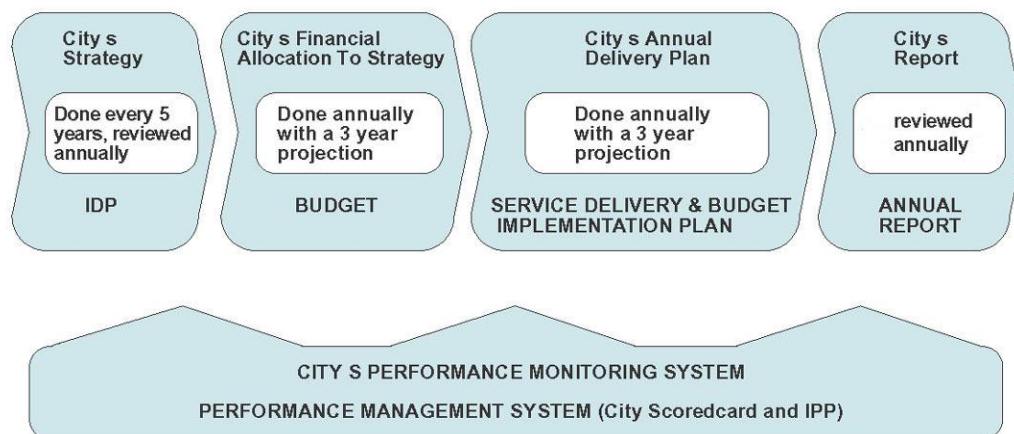 City s
Strategy
Done every 5
years, reviewed
annually
IDP
City s Financial
Allocation To Strategy
Done annually
with a 3 year
projection
BUDGET
City s Annual
Delivery Plan
Done annually
with a 3 year
projection
SERVICE DELIVERY & BUDGET
IMPLEMENTATION PLAN
City s
Report
reviewed
annually
ANNUAL
REPORT
CITY S PERFORMANCE MONITORING SYSTEM
PERFORMANCE MANAGEMENT SYSTEM (City Scoredcard and IPP)